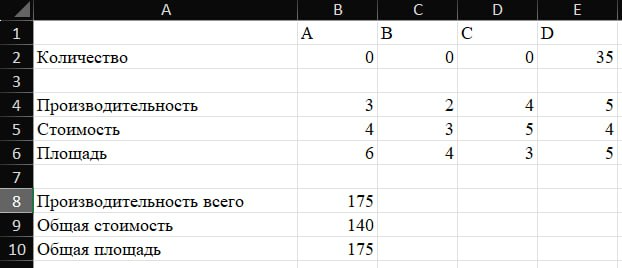 A B C D E
1 A B C D
2 Количество 0 0 0 35
3
4 Производительность 3 2 4 5
5 Стоимость 4 3 5 4
6 Площадь 6 4 3 5
7
8 Производительность всего 175
9 Общая стоимость 140
10 Общая площадь 175